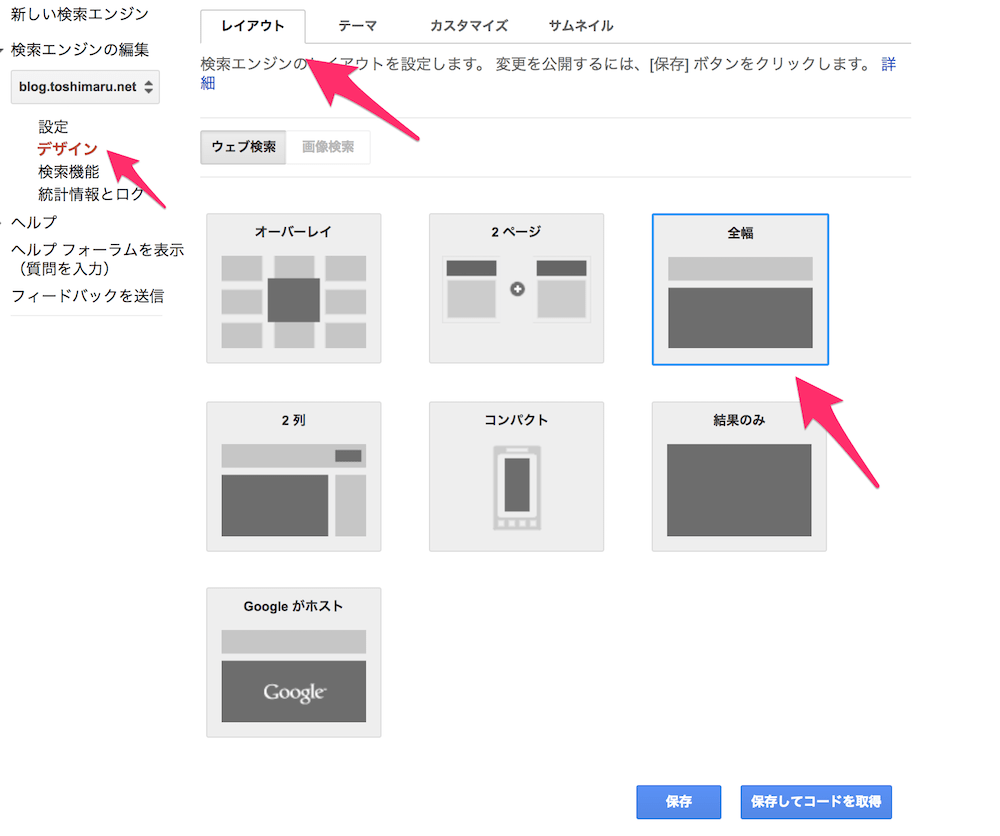 新しい検索エンジン
検索エンジンの編集
blog.toshimaru.net
設定
デザイン
検索機能
統計情報とログ
ヘルプ
ヘルプ フォーラムを表示
（質問を入力）
フィードバックを送信
レイアウト テーマ カスタマイズ サムネイル
検索エンジンのレイアウトを設定します。 変更を公開するには、[保存] ボタンをクリックします。 詳
細
ウェブ検索 画像検索
オーバーレイ 2 ページ 全幅
2 列 コンパクト 結果のみ
Google がホスト
Google
保存 保存してコードを取得